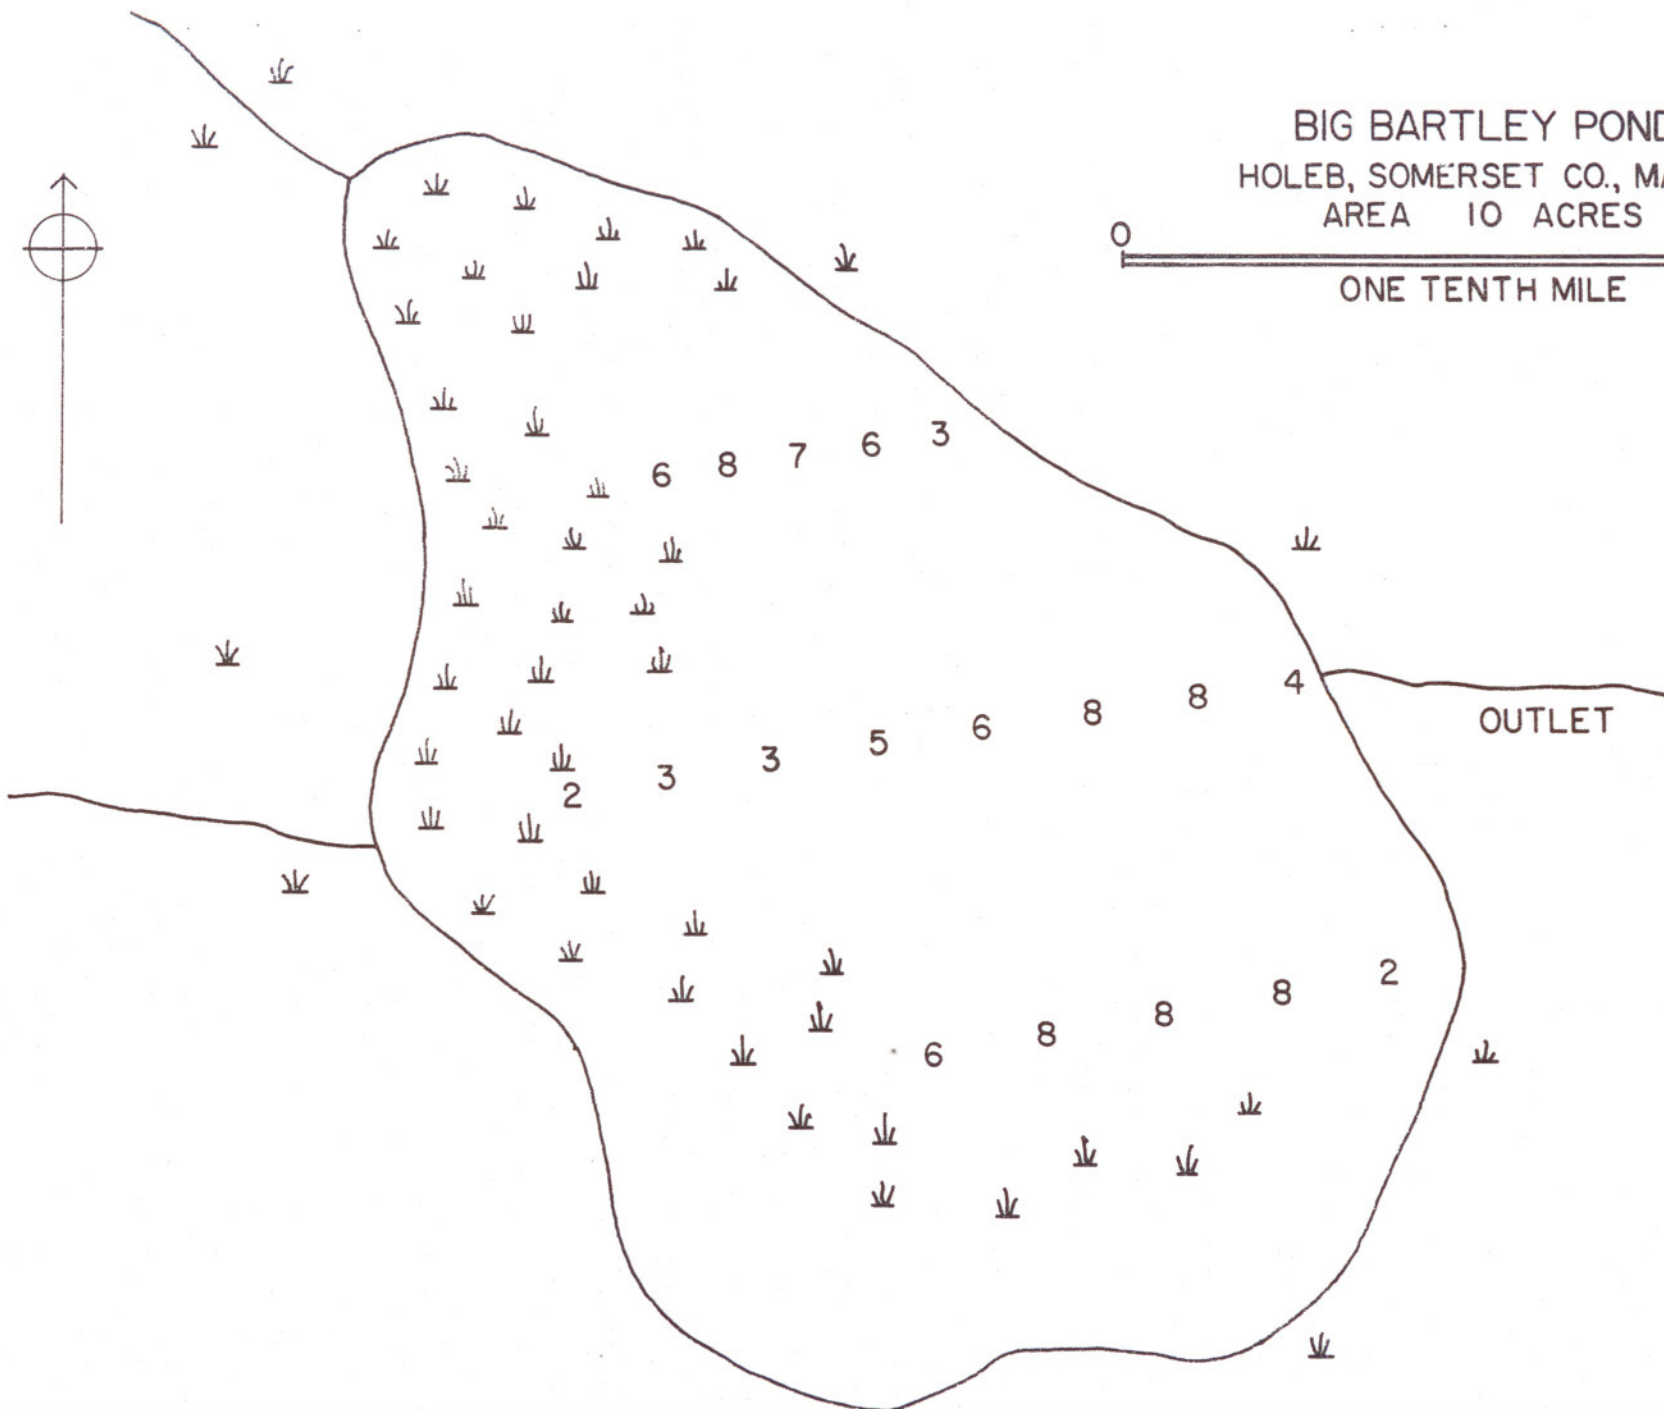 BIG BARTLEY POND
HOLEB, SOMERSET CO.,
AREA 10 ACRES
0
ONE TENTH MILE
6 8 7 6 3
2 3 3 5 6 8 8 4
OUTLET
6 8 8 8 2